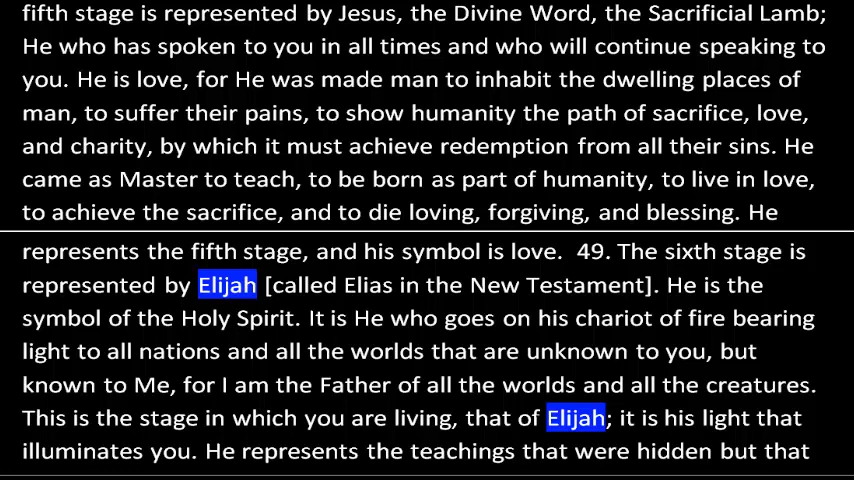 fifth stage is represented by Jesus, the Divine Word, the Sacrificial Lamb;
He who has spoken to you in all times and who will continue speaking to
you. He is love, for He was made man to inhabit the dwelling places of
man, to suffer their pains, to show humanity the path of sacrifice, love,
and charity, by which it must achieve redemption from all their sins. He
came as Master to teach, to be born as part of humanity, to live in love,
to achieve the sacrifice, and to die loving, forgiving, and blessing. He
represents the fifth stage, and his symbol is love.  49. The sixth stage is
represented by Elijah [called Elias in the New Testament]. He is the
symbol of the Holy Spirit. It is He who goes on his chariot of fire bearing
light to all nations and all the worlds that are unknown to you, but
known to Me, for I am the Father of all the worlds and all the creatures.
This is the stage in which you are living, that of Elijah; it is his light that
illuminates you. He represents the teachings that were hidden but that